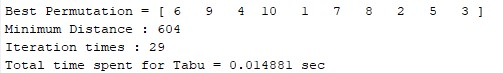 Best Permutation = [ 6 9 4 10 1 7 8 2 5 3 ]
Minimum Distance : 604
Iteration times : 29
Total time spent for Tabu = 0.014881 sec